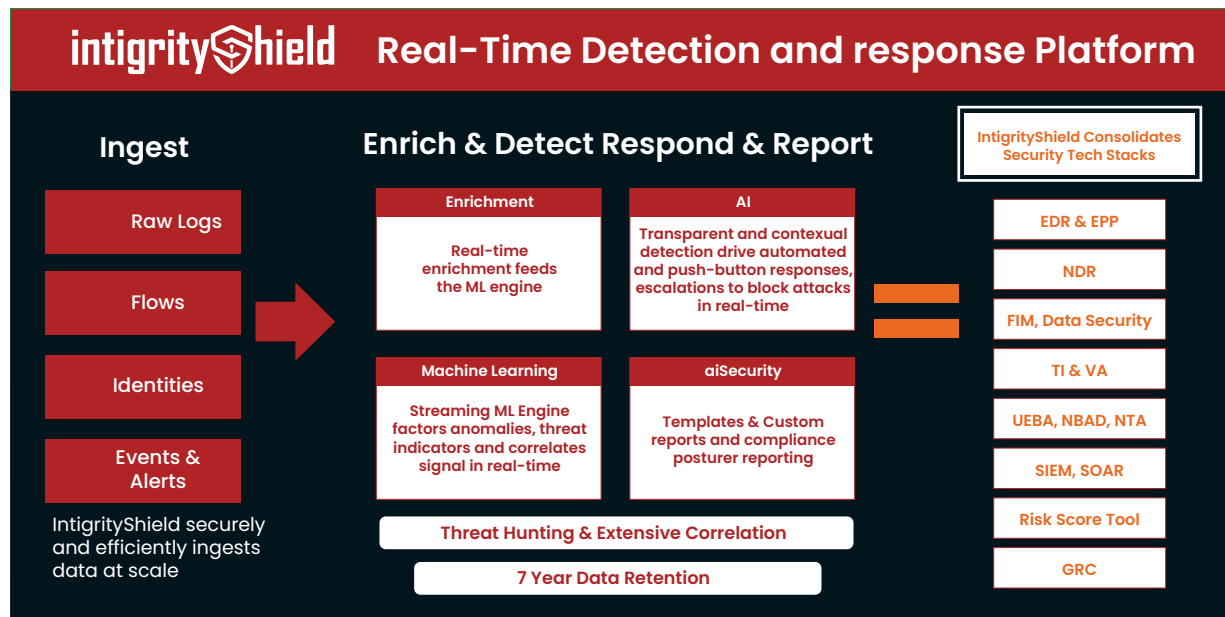 intigrityShield
Real-Time Detection and response Platform
Ingest
Raw Logs
Flows
Identities
Events &
Alerts
IntigrityShield securely
and efficiently ingests
data at scale
Enrich & Detect Respond & Report
Enrichment
Real-time
enrichment feeds
the ML engine
AI
Transparent and contexual
detection drive automated
and push-button responses,
escalations to block attacks
in real-time
Machine Learning
Streaming ML Engine
factors anomalies, threat
indicators and correlates
signal in real-time
aiSecurity
Templates & Custom
reports and compliance
posturer reporting
Threat Hunting & Extensive Correlation
7 Year Data Retention
IntigrityShield Consolidates
Security Tech Stacks
EDR & EPP
NDR
FIM, Data Security
TI & VA
UEBA, NBAD, NTA
SIEM, SOAR
Risk Score Tool
GRC